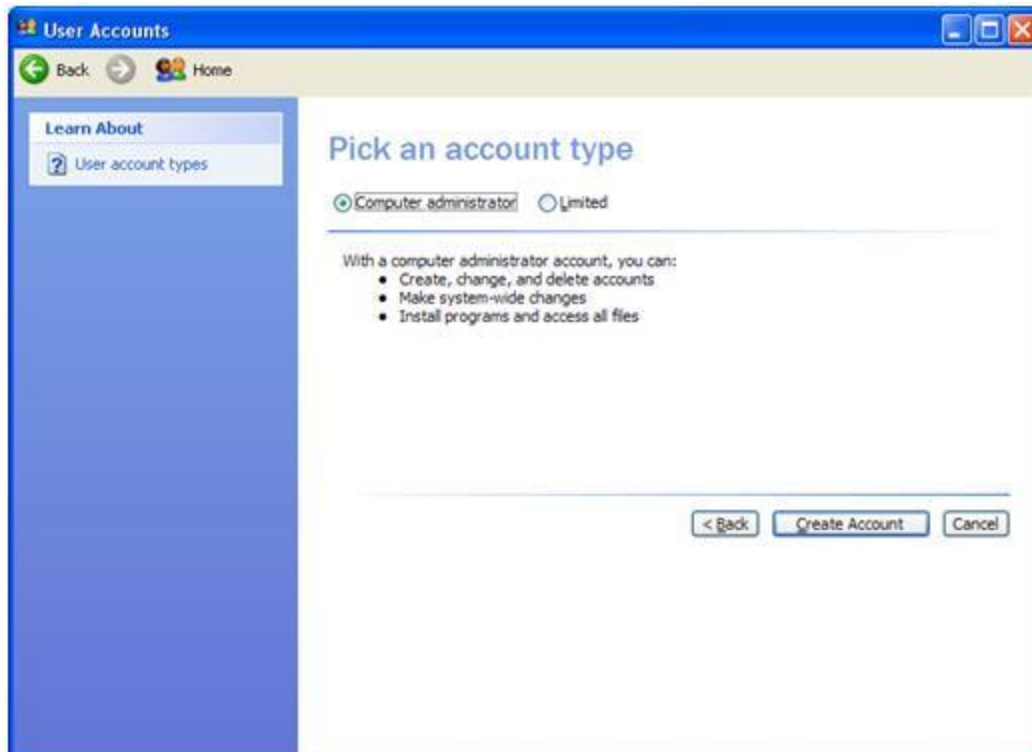 User Accounts
Back Home
Learn About
User account types
Pick an account type
Computer administrator Limited
With a computer administrator account, you can:
• Create, change, and delete accounts
• Make system-wide changes
• Install programs and access all files
< Back Create Account Cancel